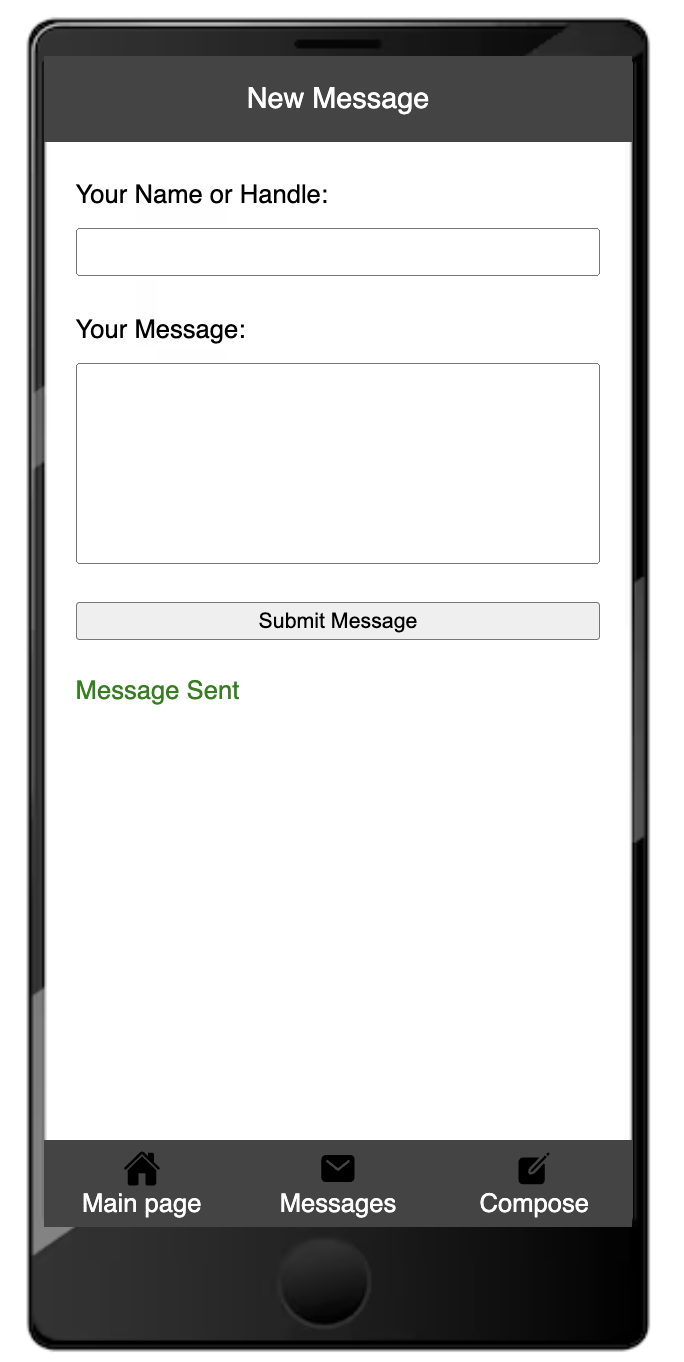 New Message
Your Name or Handle:
Your Message:
Submit Message
Message Sent
Main page Messages Compose